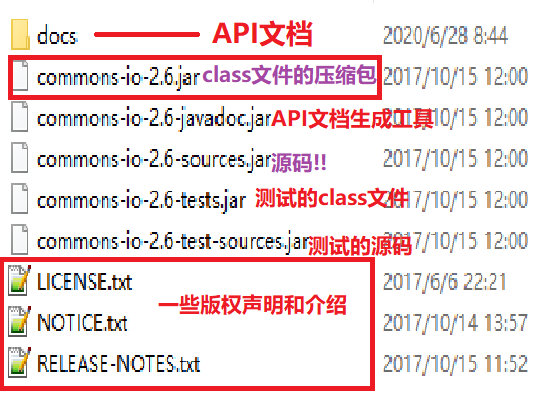 docs API文档 2020/6/28 8:44
commons-io-2.6.jar class文件的压缩包 2017/10/15 12:00
commons-io-2.6-javadoc.jar API文档生成工具 2017/10/15 12:00
commons-io-2.6-sources.jar 源码!! 2017/10/15 12:00
commons-io-2.6-tests.jar 测试的class文件 2017/10/15 12:00
commons-io-2.6-test-sources.jar 测试的源码 2017/10/15 12:00
LICENSE.txt 2017/6/6 22:21
一些版权声明和介绍
NOTICE.txt 2017/10/14 13:57
RELEASE-NOTES.txt 2017/10/15 11:52